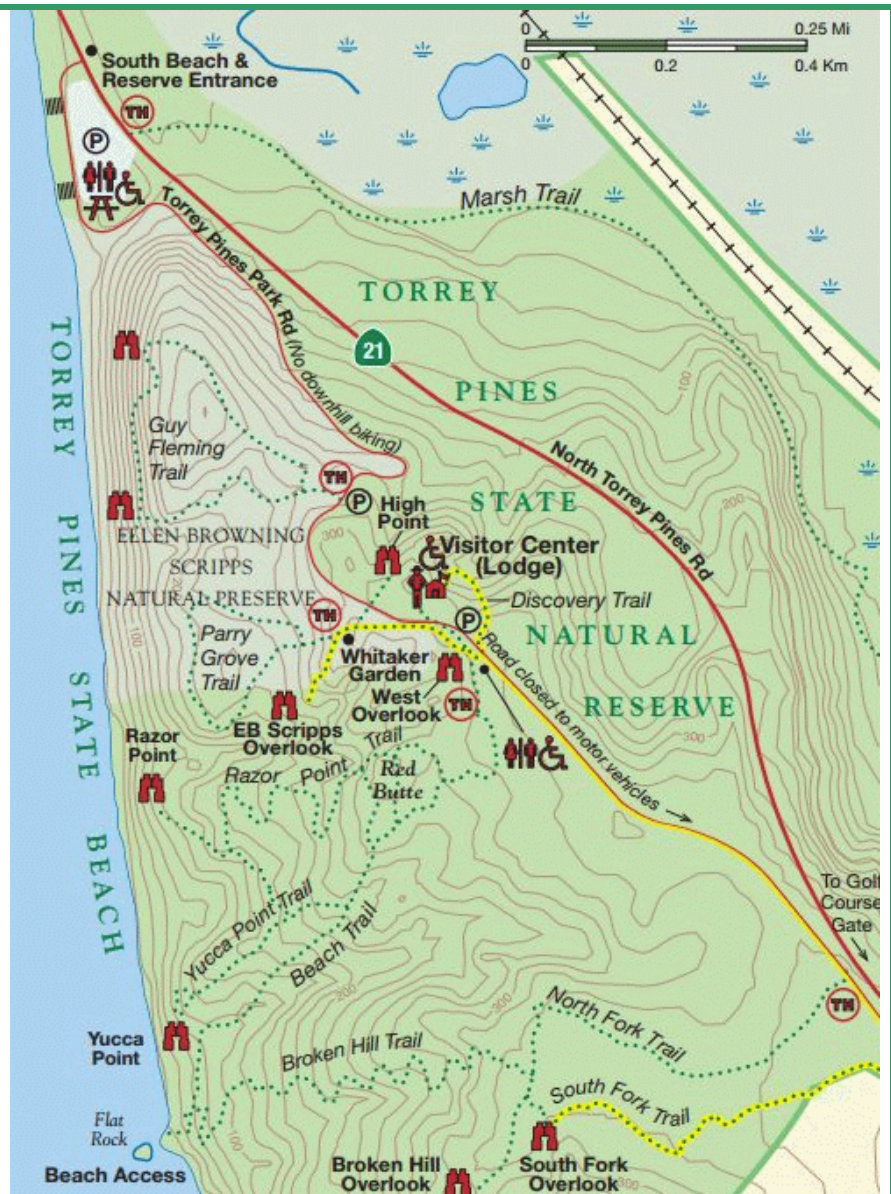 0
0.25 Mi
0
0.2
0.4 Km
South Beach &
Reserve Entrance
TH
P
Marsh Trail
Torrey Pines Park Rd (No downhill biking)
TORREY
21
PINES
TORREY PINES STATE BEACH
Guy
Fleming
Trail
100
North Torrey Pines Rd
TH
P
High
Point
STATE
200
300
ELLEN BROWNING
SCRIPPS
NATURAL PRESERVE
Visitor Center
(Lodge)
Discovery Trail
TH
P
NATURAL
100
Parry
Grove
Trail
Whitaker
Garden
Road closed to motor vehicles
West
Overlook
TH
RESERVE
300
EB Scripps
Overlook
Razor
Point
Razor Point Trail
Red
Butte
To Golf
Course
Gate
Yucca Point Trail
Beach Trail
200
300
TH
Yucca
Point
Broken Hill Trail
North Fork Trail
South Fork Trail
Flat
Rock
100
Beach Access
Broken Hill
Overlook
South Fork
Overlook
300